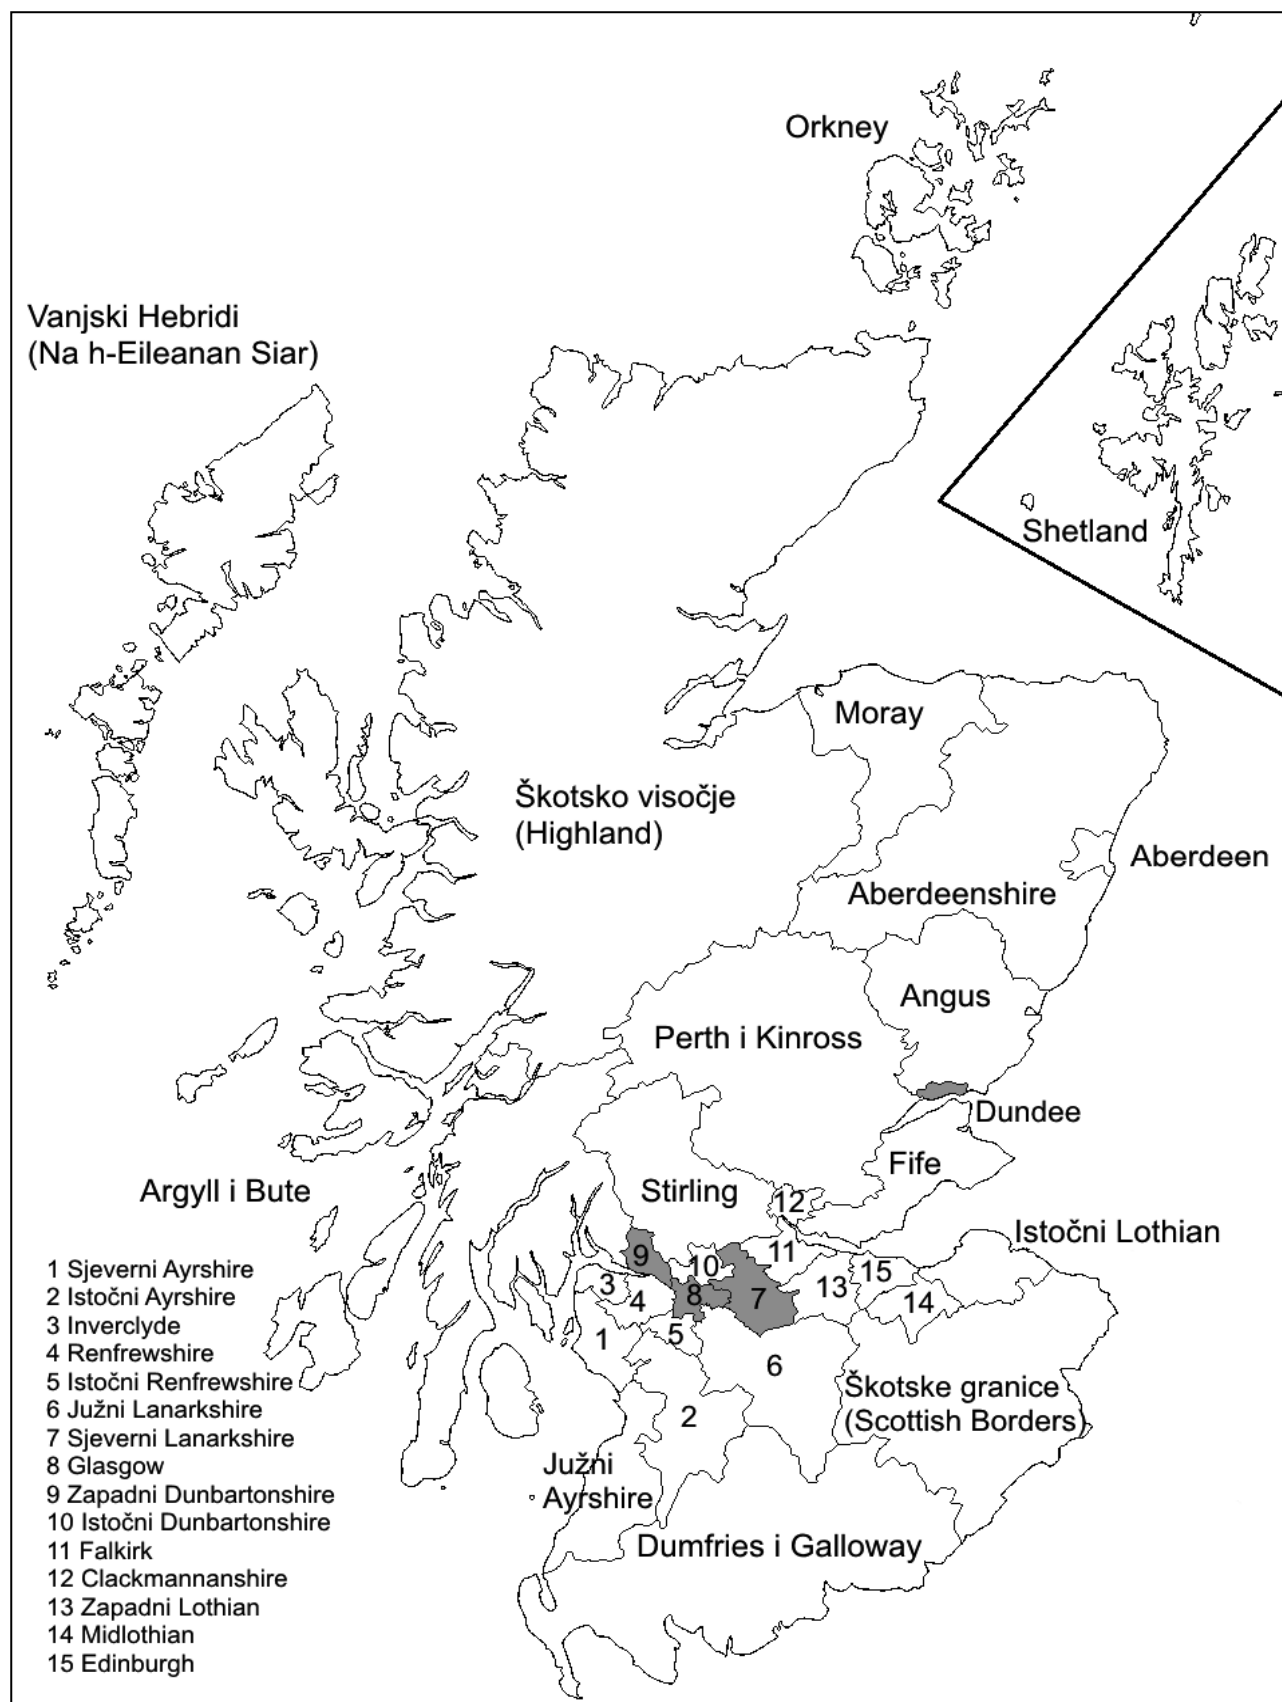 Orkney
Vanjski Hebridi
(Na h-Eileanan Siar)
Shetland
Moray
Škotsko visočje
(Highland)
Aberdeen
Aberdeenshire
Angus
Perth i Kinross
Dundee
Fife
Argyll i Bute
Stirling
12
Istočni Lothian
9
11
10
15
3
8
7
13
4
14
5
1
6
2
Škotske granice
(Scottish Borders)
Južni
Ayrshire
Dumfries i Galloway
1 Sjeverni Ayrshire
2 Istočni Ayrshire
3 Inverclyde
4 Renfrewshire
5 Istočni Renfrewshire
6 Južni Lanarkshire
7 Sjeverni Lanarkshire
8 Glasgow
9 Zapadni Dunbartonshire
10 Istočni Dunbartonshire
11 Falkirk
12 Clackmannanshire
13 Zapadni Lothian
14 Midlothian
15 Edinburgh